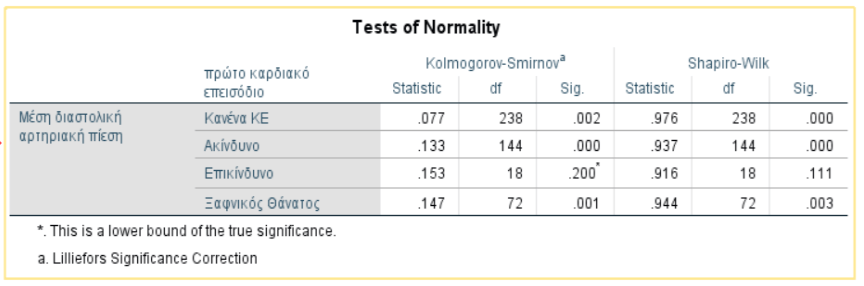 Tests of Normality
πρώτο καρδιακό επεισόδιο Kolmogorov-Smirnovᵃ Shapiro-Wilk
Statistic df Sig. Statistic df Sig.
Μέση διαστολική αρτηριακή πίεση Κανένα ΚΕ .077 238 .002 .976 238 .000
Ακίνδυνο .133 144 .000 .937 144 .000
Επικίνδυνο .153 18 .200* .916 18 .111
Ξαφνικός Θάνατος .147 72 .001 .944 72 .003
*. This is a lower bound of the true significance.
a. Lilliefors Significance Correction